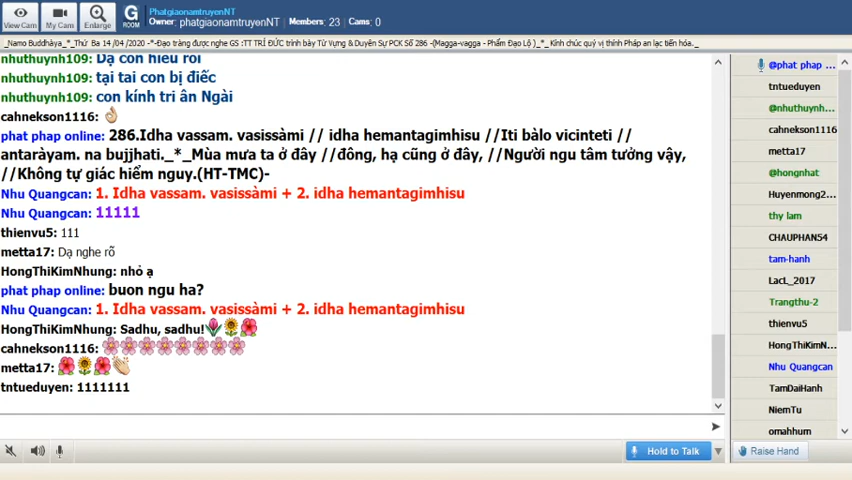 View Cam
My Cams
Enlarge
G
ROOM
PhatgiaonamtruyenNT
Owner: phatgiaonamtruyenNT | Members: 23 | Cams: 0
_Namo Buddhàya_*_Thứ Ba 14 /04 /2020 -*-Đạo tràng được nghe GS :TT TRÍ ĐỨC trình bày Từ Vựng & Duyên Sự PCK Số 286 -(Magga-vagga - Phẩm Đạo Lộ )_*_ Kính chúc quý vị thính Pháp an lạc tiến hóa._
nhuthuynh109: Dạ con hiểu rồi
nhuthuynh109: tại tai con bị điếc
nhuthuynh109: con kính tri ân Ngài
cahnekson1116:
phat phap online: 286.Idha vassam. vasissàmi // idha hemantagimhisu //Iti bàlo vicinteti //
antaràyam. na bujjhati._*_Mùa mưa ta ở đây //đông, hạ cũng ở đây, //Người ngu tâm tưởng vậy,
//Không tự giác hiểm nguy.(HT-TMC)-
Nhu Quangcan: 1. Idha vassam. vasissàmi + 2. idha hemantagimhisu
Nhu Quangcan: 11111
thienvu5: 111
metta17: Dạ nghe rõ
HongThiKimNhung: nhỏ ạ
phat phap online: buon ngu ha?
Nhu Quangcan: 1. Idha vassam. vasissàmi + 2. idha hemantagimhisu
HongThiKimNhung: Sadhu, sadhu!
cahnekson1116:
metta17:
tntueduyen: 1111111
@phat phap ...
tntueduyen
@nhuthuynh...
cahnekson1116
metta17
@hongnhat
Huyenmong2...
thy lam
CHAUPHAN54
tam-hanh
LacL_2017
Trangthu-2
thienvu5
HongThiKimN...
Nhu Quangcan
TamDaiHanh
NiemTu
omahhum
Hold to Talk
Raise Hand